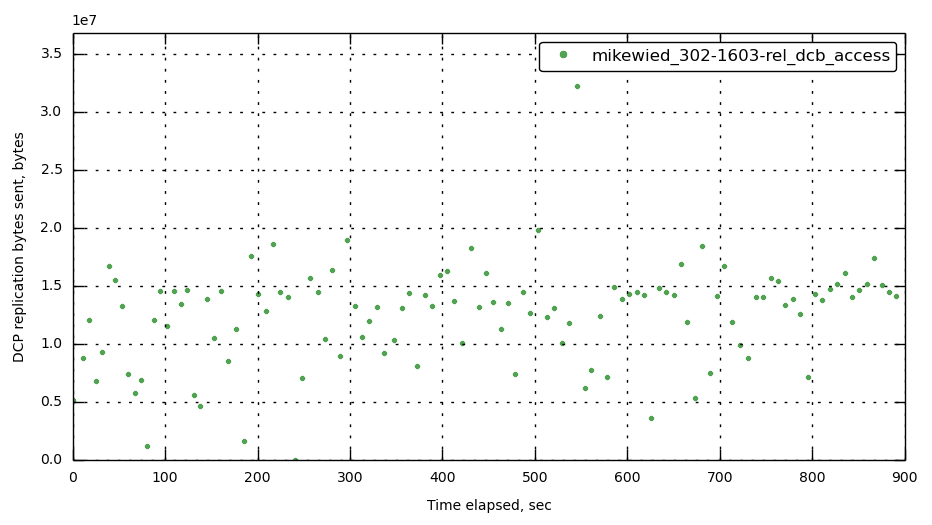 1e7
mikewied_302-1603-rel_dcb_access
3.5
3.0
2.5
2.0
1.5
1.0
0.5
0.0
DCP replication bytes sent, bytes
0 100 200 300 400 500 600 700 800 900
Time elapsed, sec